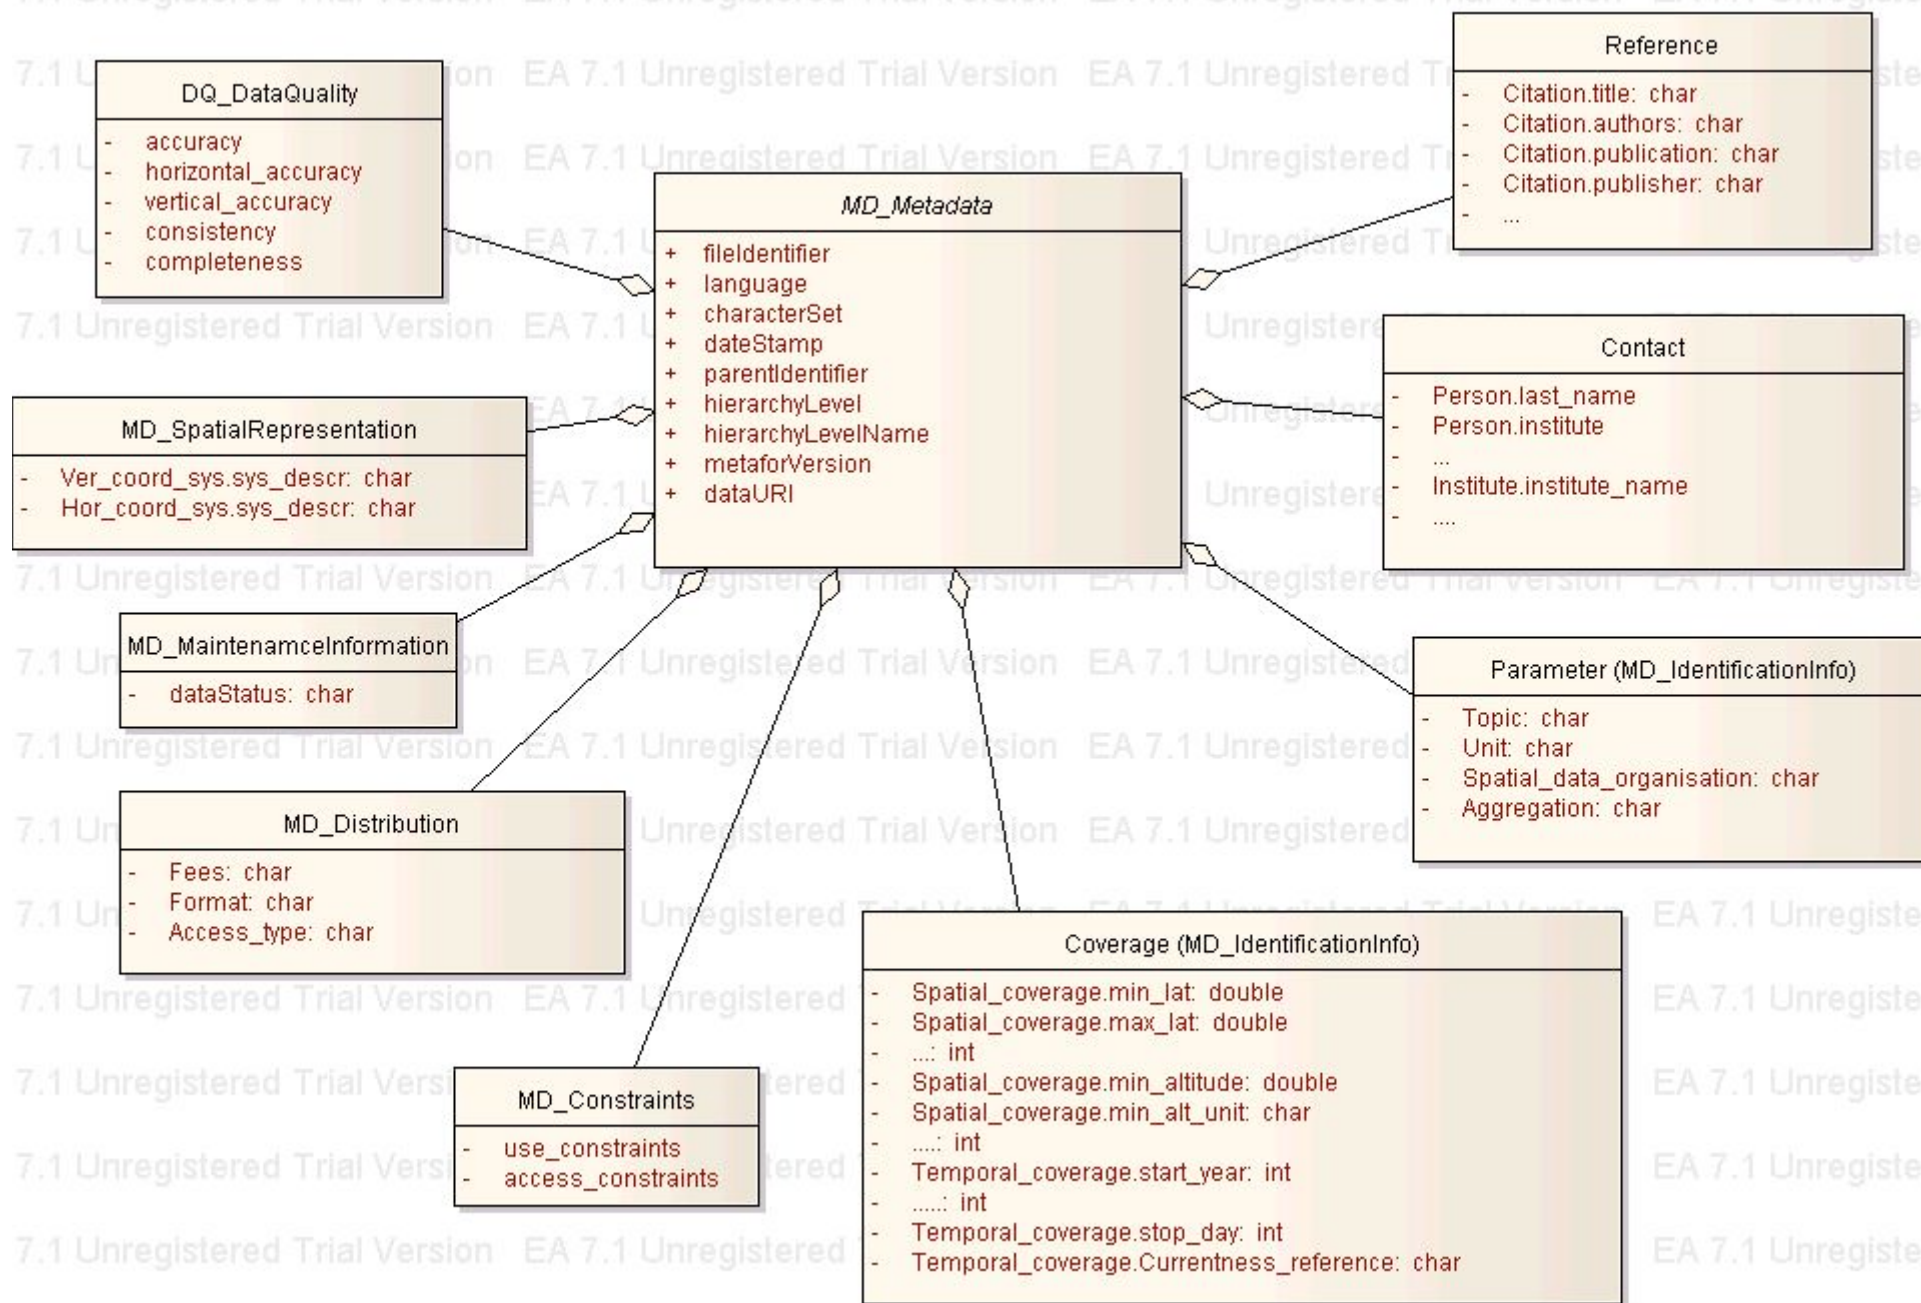 DQ_DataQuality
- accuracy
- horizontal_accuracy
- vertical_accuracy
- consistency
- completeness
Reference
- Citation.title: char
- Citation.authors: char
- Citation.publication: char
- Citation.publisher: char
- ...
MD_Metadata
+ fileIdentifier
+ language
+ characterSet
+ dateStamp
+ parentIdentifier
+ hierarchyLevel
+ hierarchyLevelName
+ metaforVersion
+ dataURI
Contact
- Person.last_name
- Person.institute
- ...
- Institute.institute_name
- ....
MD_SpatialRepresentation
- Ver_coord_sys.sys_descr: char
- Hor_coord_sys.sys_descr: char
MD_MaintenamceInformation
- dataStatus: char
Parameter (MD_IdentificationInfo)
- Topic: char
- Unit: char
- Spatial_data_organisation: char
- Aggregation: char
MD_Distribution
- Fees: char
- Format: char
- Access_type: char
Coverage (MD_IdentificationInfo)
- Spatial_coverage.min_lat: double
- Spatial_coverage.max_lat: double
- ...: int
- Spatial_coverage.min_altitude: double
- Spatial_coverage.min_alt_unit: char
- ....: int
- Temporal_coverage.start_year: int
- .....: int
- Temporal_coverage.stop_day: int
- Temporal_coverage.Currentness_reference: char
MD_Constraints
- use_constraints
- access_constraints
EA 7.1 Unregistered Trial Version